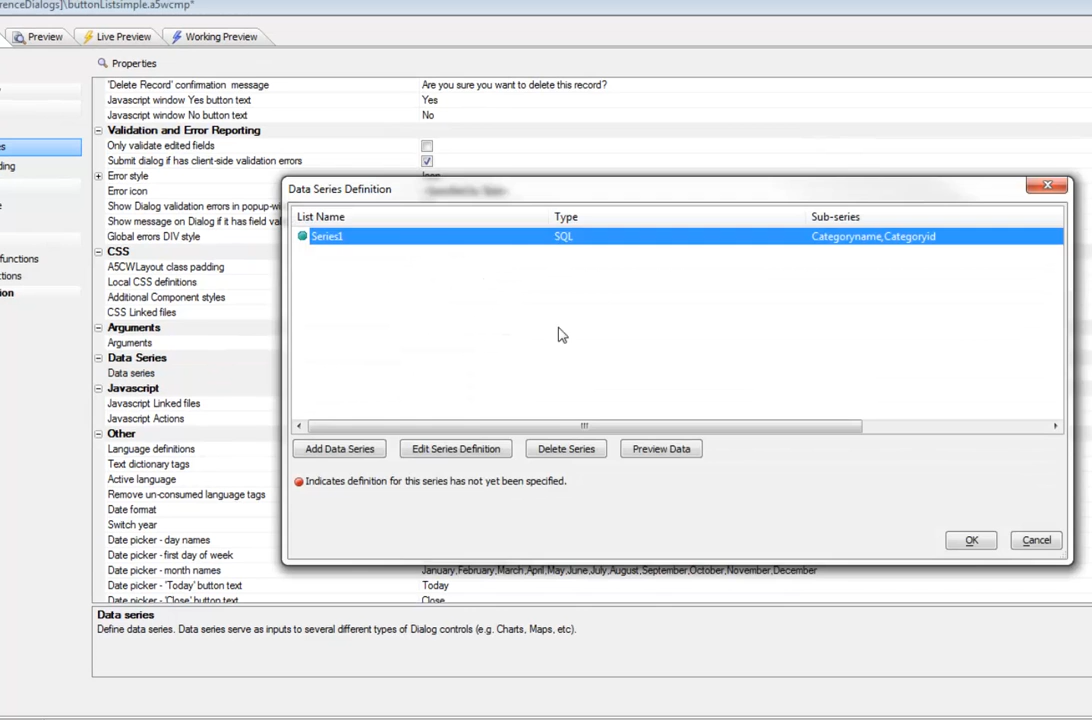 erenceDialogs]\buttonListsimple.a5wcmp*
Preview Live Preview Working Preview
Properties
'Delete Record' confirmation message Are you sure you want to delete this record?
Javascript window Yes button text Yes
Javascript window No button text No
Validation and Error Reporting
es Only validate edited fields
ding Submit dialog if has client-side validation errors
Error style Icon
Error icon
Show Dialog validation errors in popup-wi
Show message on Dialog if it has field val
Global errors DIV style
functions CSS
A5CWLayout class padding
ctions Local CSS definitions
ion Additional Component styles
CSS Linked files
Arguments
Arguments
Data Series
Data series
Javascript
Javascript Linked files
Javascript Actions
Other
Language definitions
Text dictionary tags
Active language
Remove un-consumed language tags
Date format
Switch year
Date picker - day names
Date picker - first day of week
Date picker - month names January,February,March,April,May,June,July,August,September,October,November,December
Date picker - 'Today' button text Today
Date picker - 'Close' button text Close
Data series
Define data series. Data series serve as inputs to several different types of Dialog controls (e.g. Charts, Maps, etc).
Data Series Definition
List Name Type Sub-series
Series1 SQL Categoryname,Categoryid
Add Data Series Edit Series Definition Delete Series Preview Data
Indicates definition for this series has not yet been specified.
OK Cancel